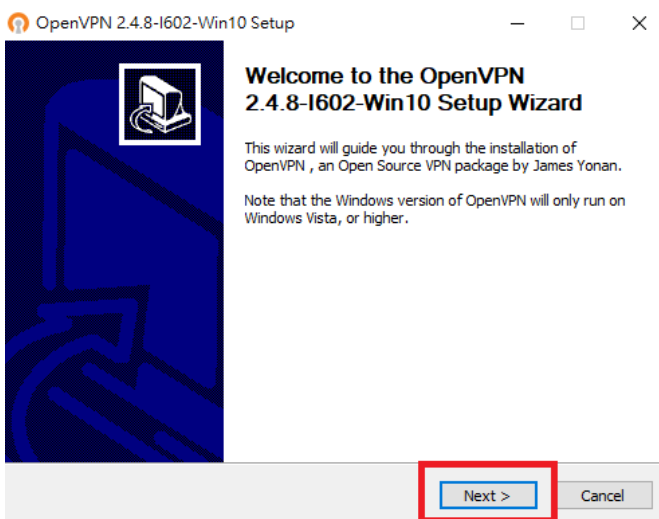 OpenVPN 2.4.8-I602-Win10 Setup
Welcome to the OpenVPN
2.4.8-I602-Win10 Setup Wizard
This wizard will guide you through the installation of
OpenVPN , an Open Source VPN package by James Yonan.
Note that the Windows version of OpenVPN will only run on
Windows Vista, or higher.
Next >
Cancel